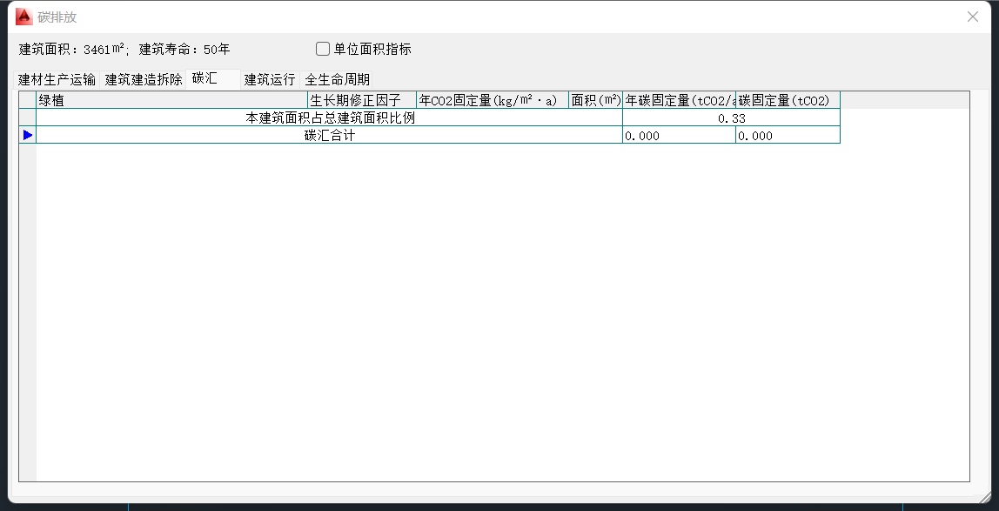 碳排放
建筑面积：3461㎡；建筑寿命：50年 单位面积指标
建材生产运输 建筑建造拆除 碳汇 建筑运行 全生命周期
绿植 生长期修正因子 年CO2固定量(kg/㎡·a) 面积(㎡) 年碳固定量(tCO2/a 碳固定量(tCO2)
本建筑面积占总建筑面积比例 0.33
碳汇合计 0.000 0.000